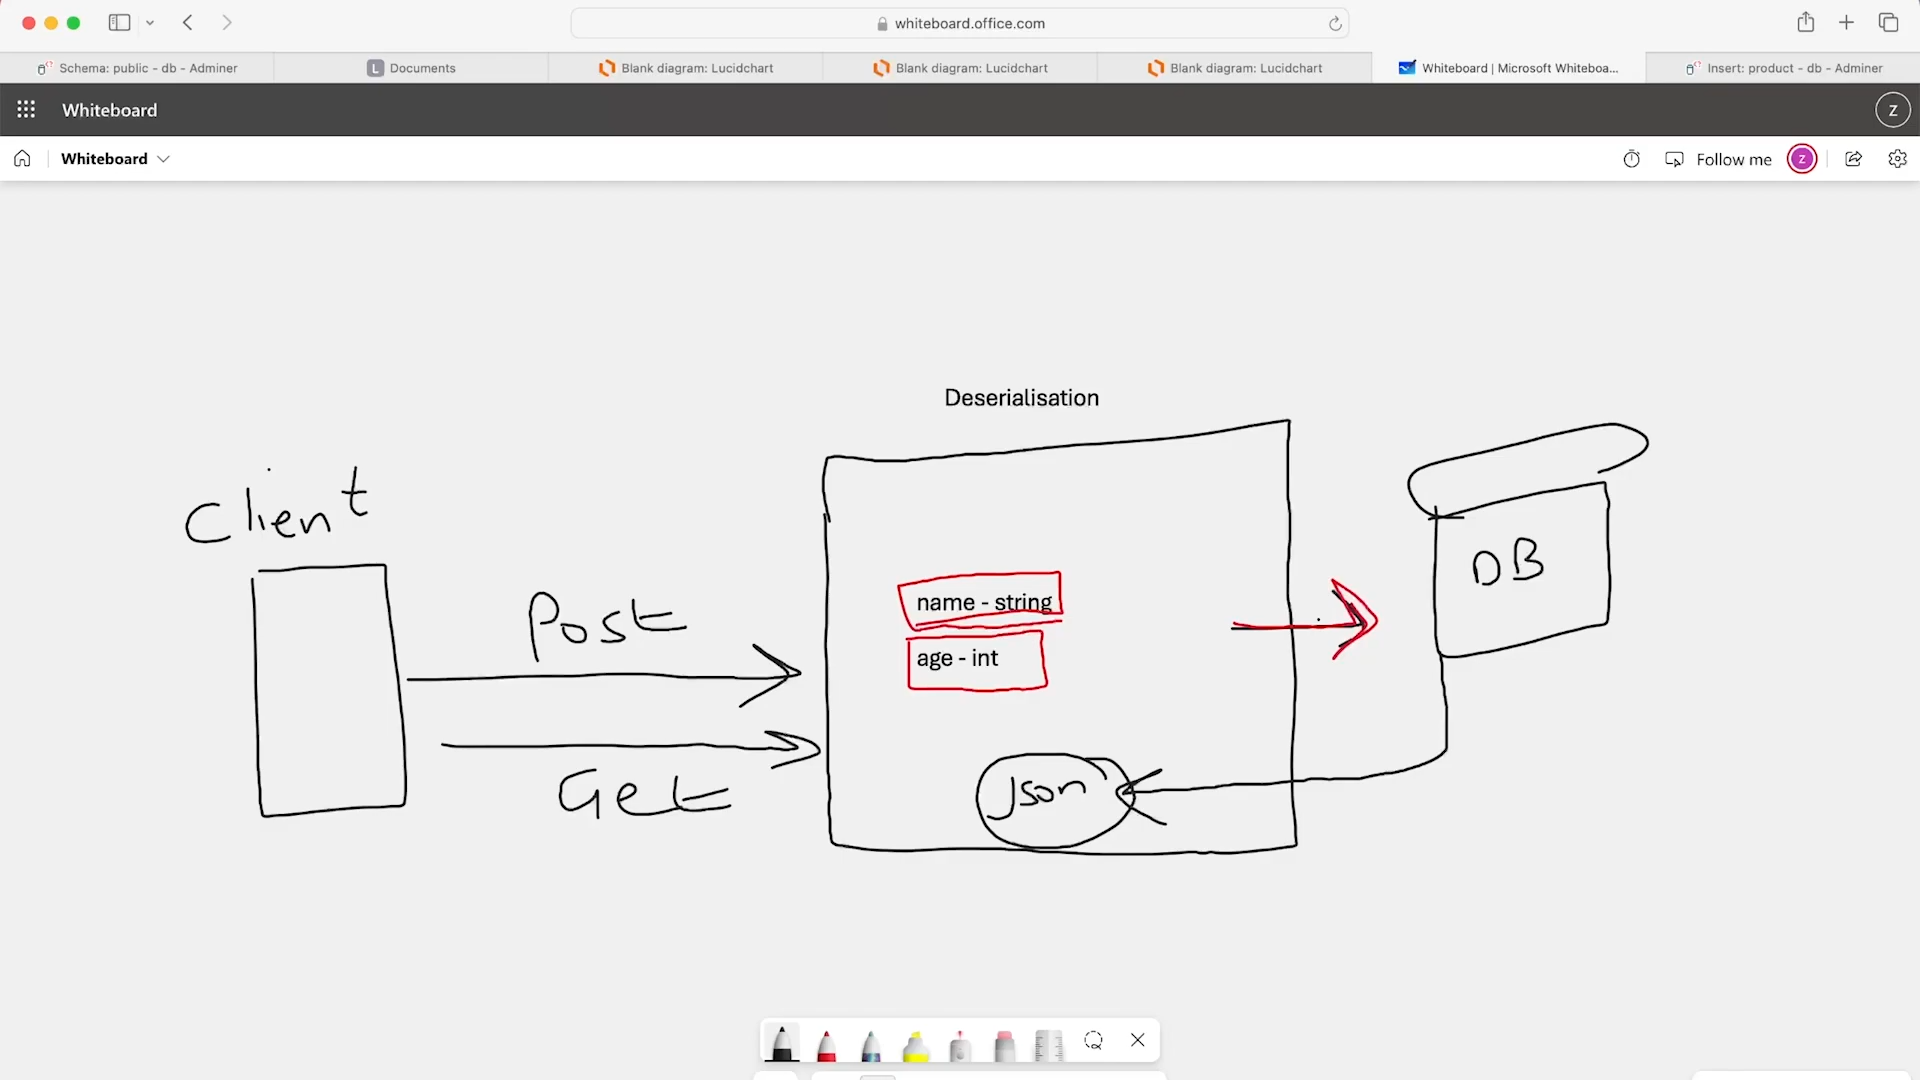 whiteboard.office.com
Schema: public - db - Adminer
L Documents
Blank diagram: Lucidchart
Blank diagram: Lucidchart
Blank diagram: Lucidchart
Whiteboard | Microsoft Whiteboa...
Insert: product - db - Adminer
Whiteboard
Z
Whiteboard
Follow me
Z
Deserialisation
Client
DB
Post
name - string
age - int
Get
Json